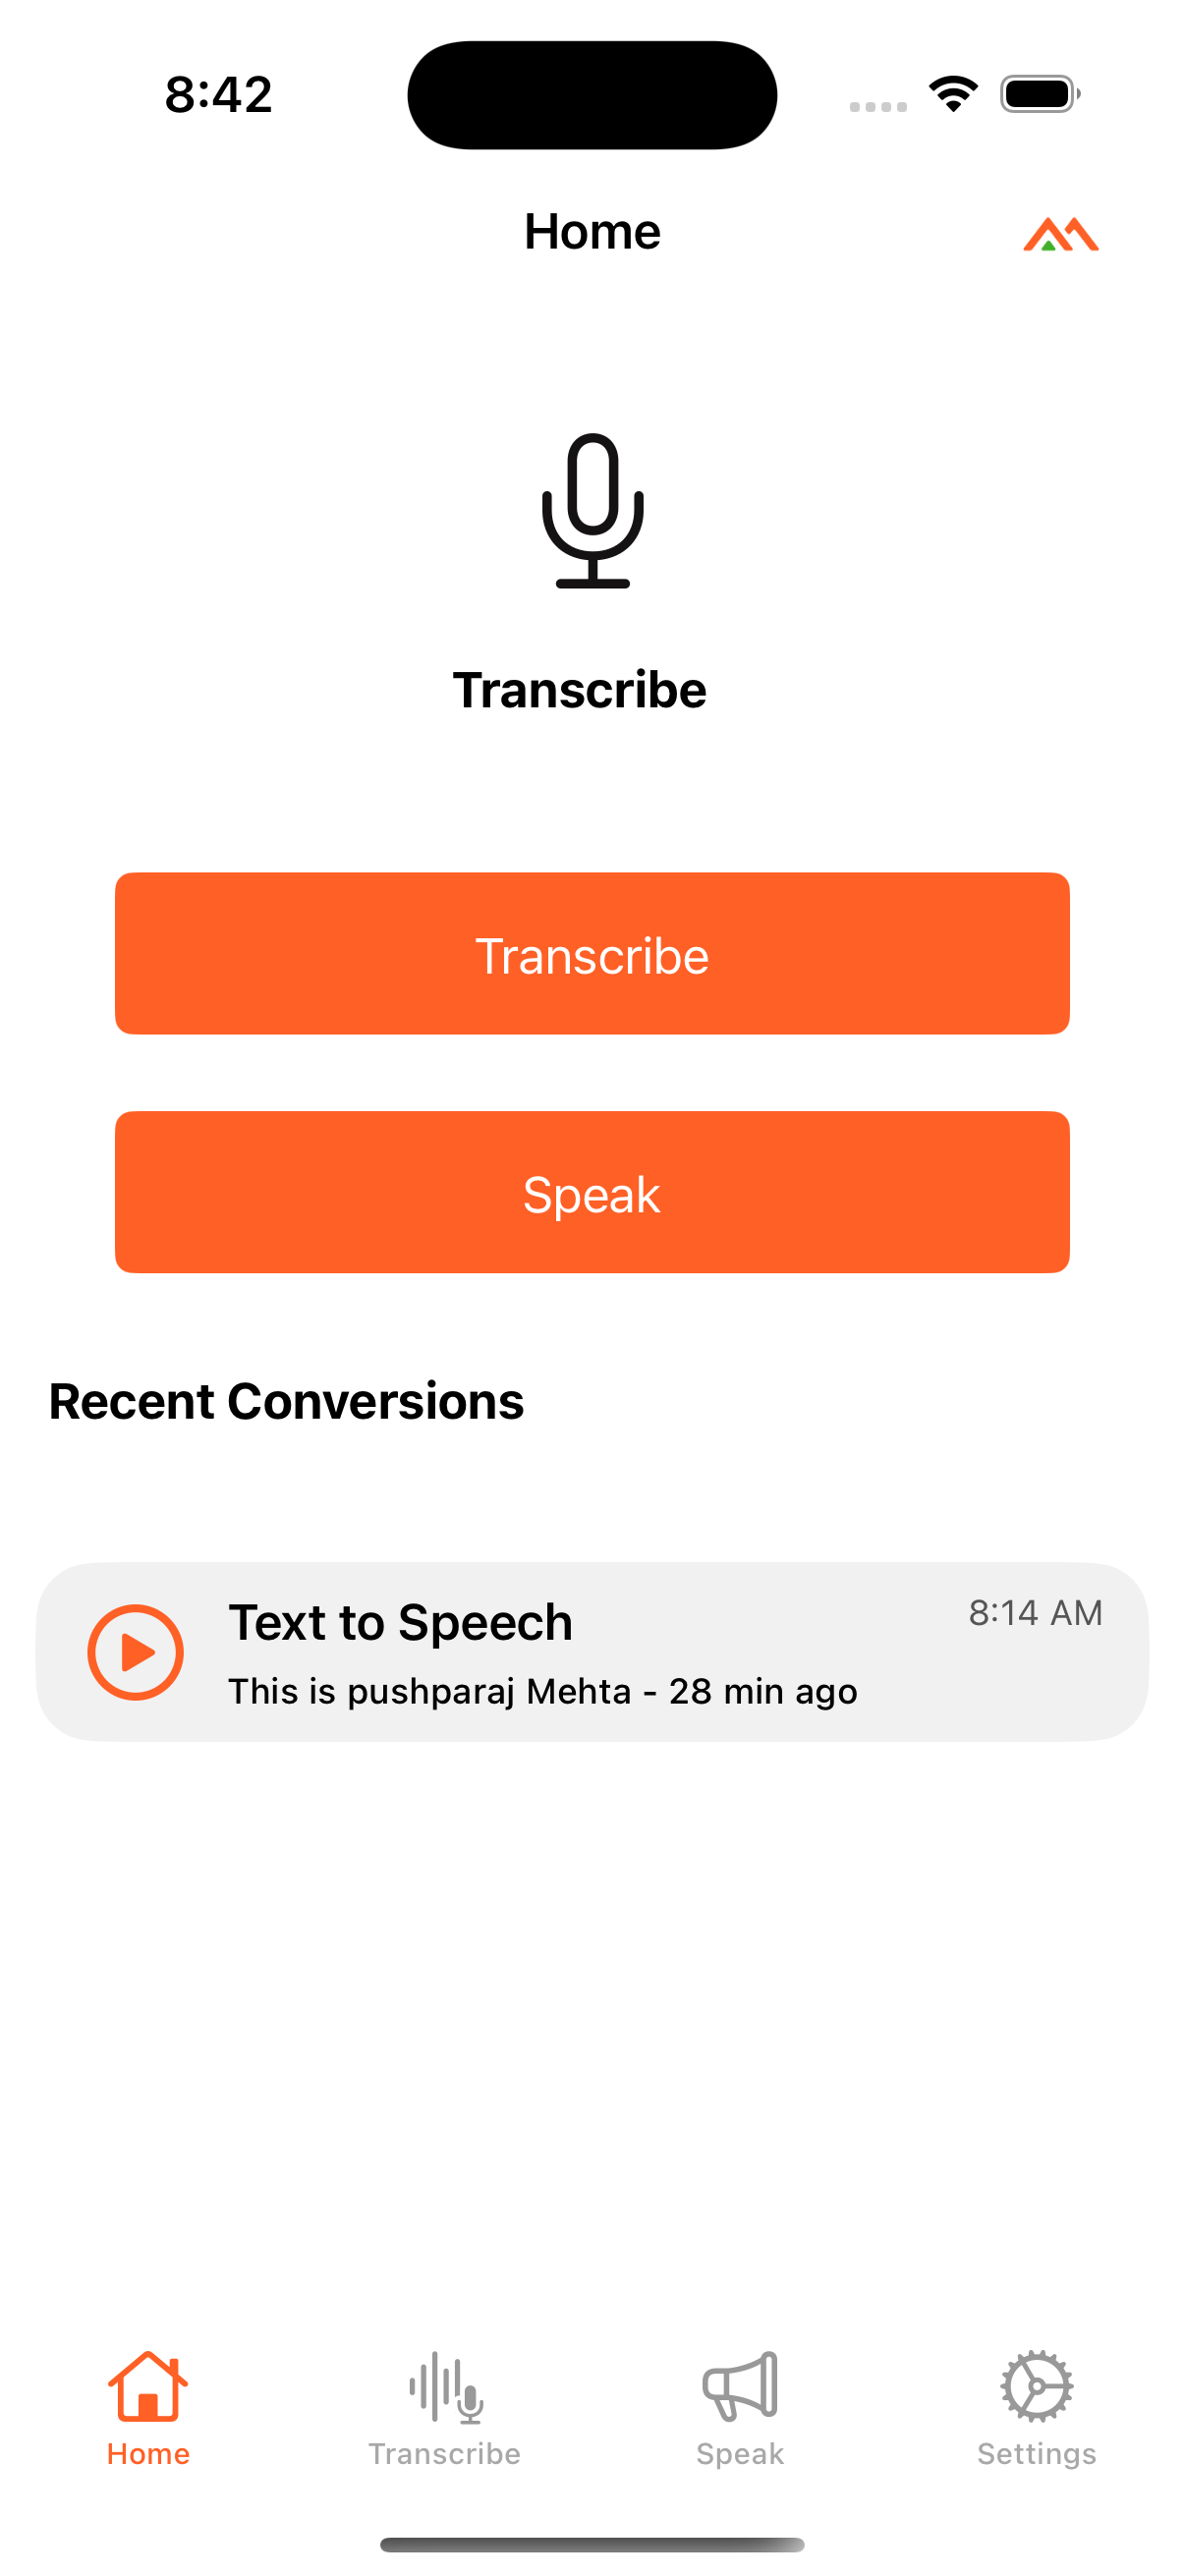 8:42
Home
Transcribe
Transcribe
Speak
Recent Conversions
Text to Speech
8:14 AM
This is pushparaj Mehta - 28 min ago
Home
Transcribe
Speak
Settings